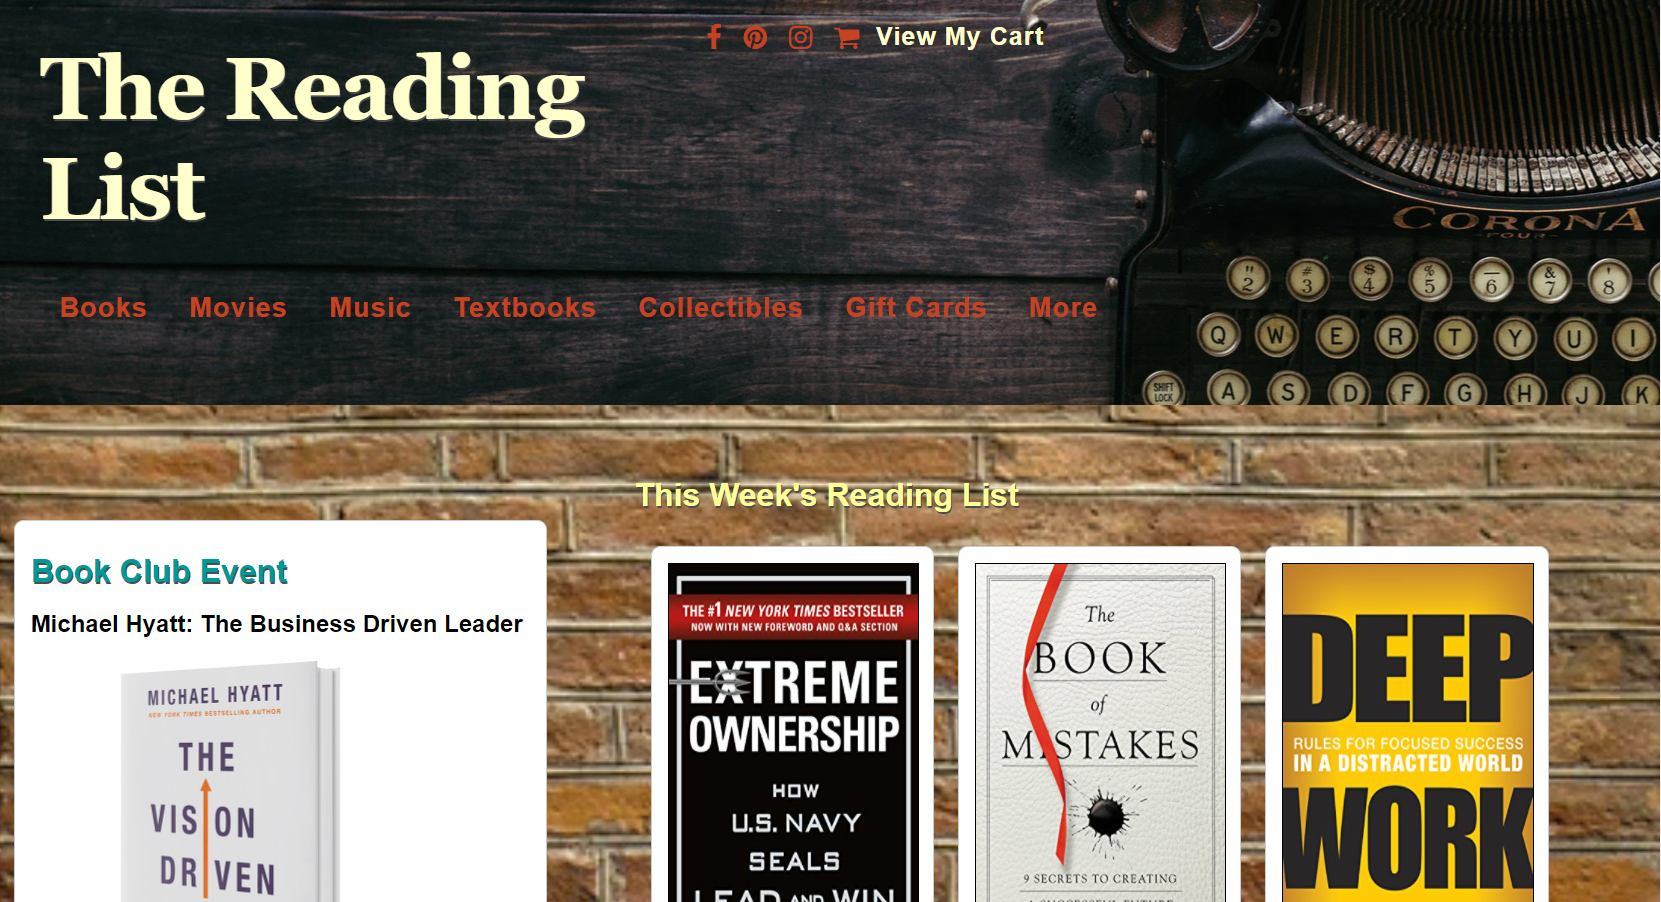 View My Cart
The Reading
List
Books Movies Music Textbooks Collectibles Gift Cards More
CORONA
FOUR
" 2 # 3 $ 4 % 5 — 6 & 7 ' 8
Q W E R T Y U I
SHIFT LOCK A S D F G H J K
This Week's Reading List
Book Club Event
Michael Hyatt: The Business Driven Leader
MICHAEL HYATT
NEW YORK TIMES BESTSELLING AUTHOR
THE
VISION
DRIVEN
THE #1 NEW YORK TIMES BESTSELLER
NOW WITH NEW FOREWORD AND Q&A SECTION
EXTREME
OWNERSHIP
HOW
U.S. NAVY
SEALS
LEAD AND WIN
The
BOOK
of
MISTAKES
9 SECRETS TO CREATING
A SUCCESSFUL FUTURE
DEEP
RULES FOR FOCUSED SUCCESS
IN A DISTRACTED WORLD
WORK